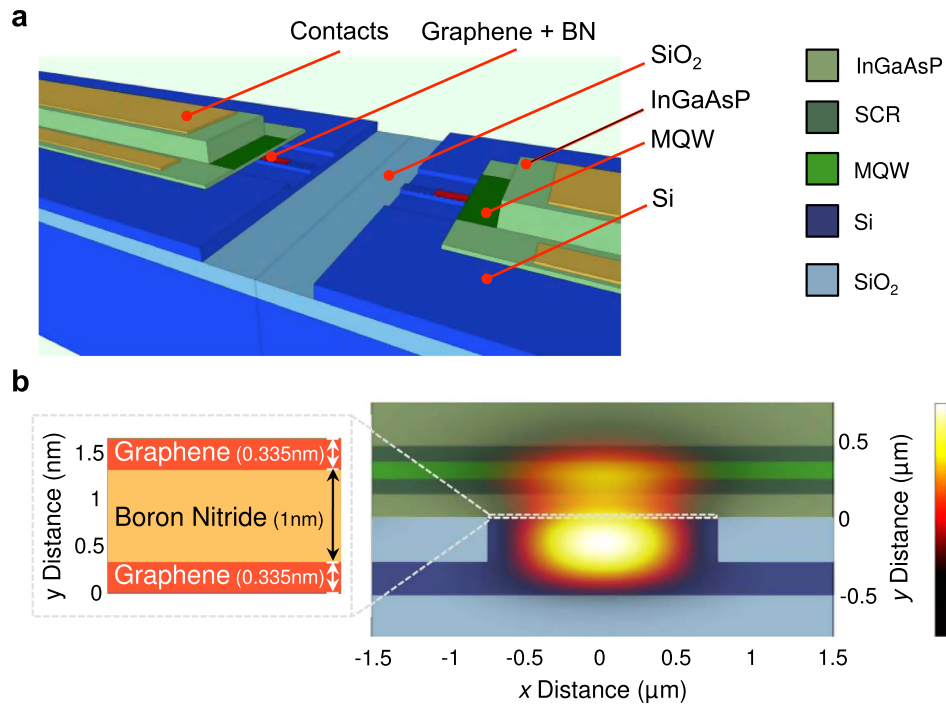 a
Contacts
Graphene + BN
SiO₂
InGaAsP
MQW
Si
InGaAsP
SCR
MQW
Si
SiO₂
b
y Distance (nm)
1.5
1
0.5
0
Graphene (0.335nm)
Boron Nitride (1nm)
Graphene (0.335nm)
0.5
0
-0.5
y Distance (μm)
-1.5 -1 -0.5 0 0.5 1 1.5
x Distance (μm)